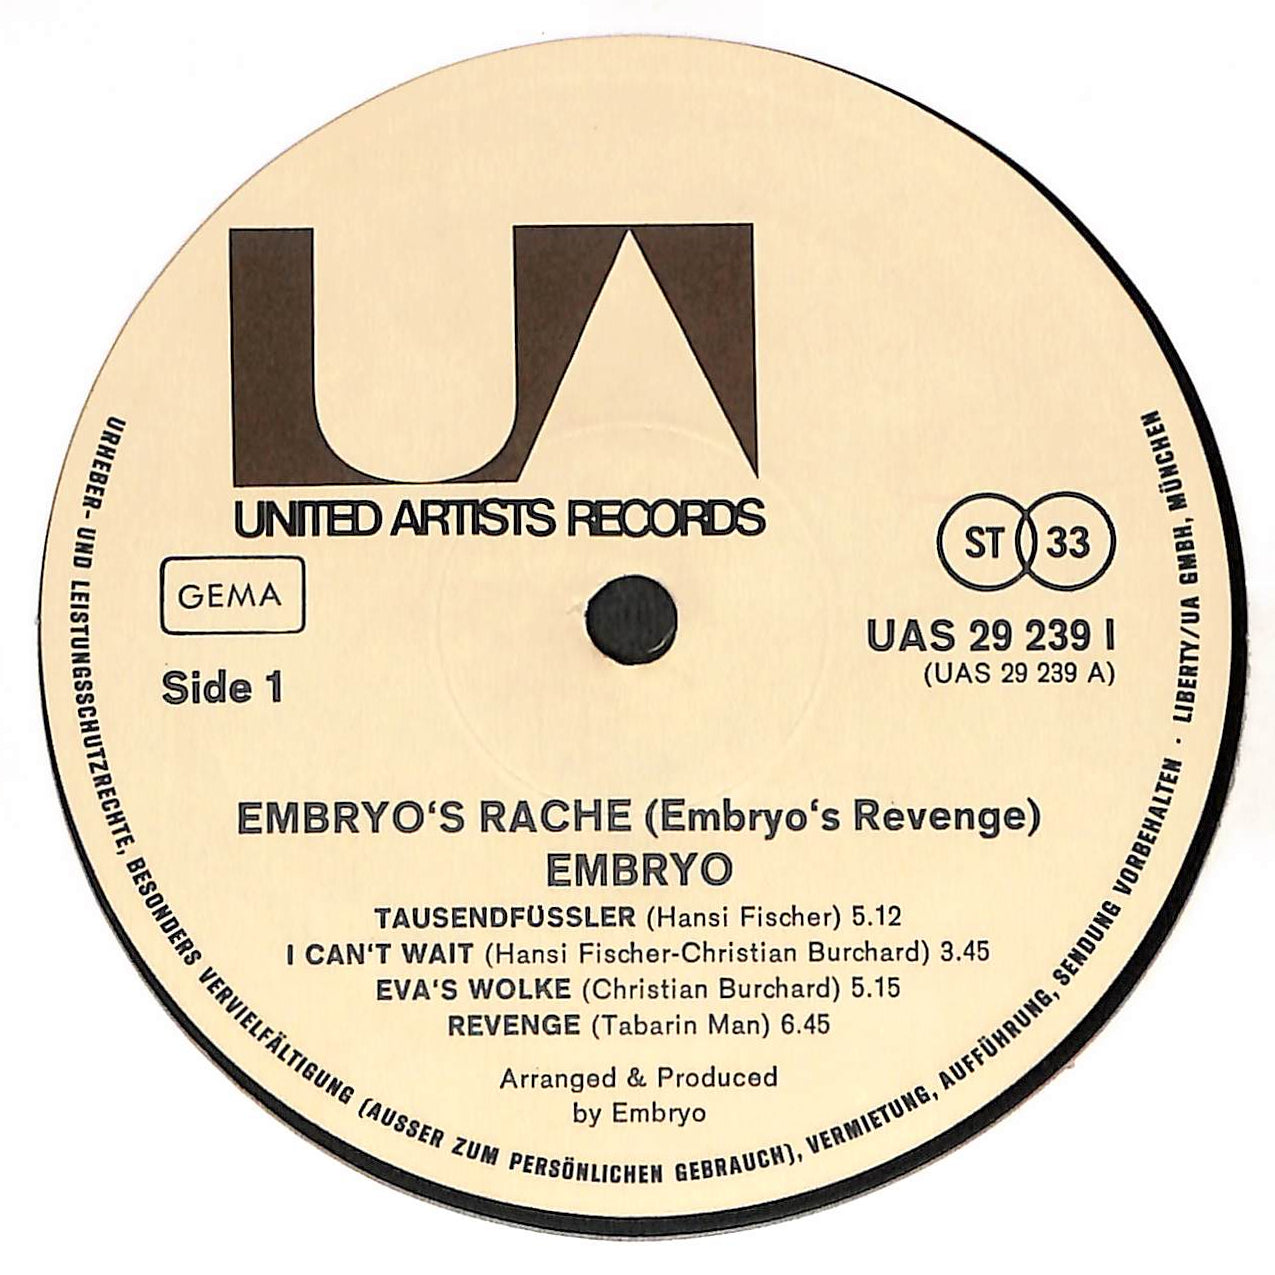 UA
UNITED ARTISTS RECORDS
GEMA
Side 1
ST 33
UAS 29 239 I
(UAS 29 239 A)
EMBRYO‘S RACHE (Embryo‘s Revenge)
EMBRYO
TAUSENDFÜSSLER (Hansi Fischer) 5.12
I CAN‘T WAIT (Hansi Fischer-Christian Burchard) 3.45
EVA‘S WOLKE (Christian Burchard) 5.15
REVENGE (Tabarin Man) 6.45
Arranged & Produced
by Embryo
URHEBER- UND LEISTUNGSSCHUTZRECHTE, BESONDERS VERVIELFÄLTIGUNG (AUSSER ZUM PERSÖNLICHEN GEBRAUCH), VERMIETUNG, AUFFÜHRUNG, SENDUNG VORBEHALTEN · LIBERTY/UA GMBH, MÜNCHEN